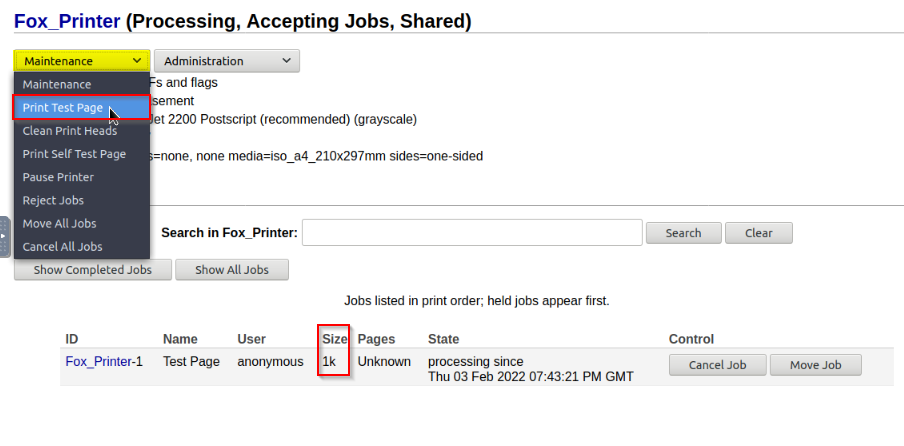 Fox_Printer (Processing, Accepting Jobs, Shared)
Maintenance Administration
Maintenance Fs and flags
Print Test Page sement
Jet 2200 Postscript (recommended) (grayscale)
Clean Print Heads
Print Self Test Page s=none, none media=iso_a4_210x297mm sides=one-sided
Pause Printer
Reject Jobs
Move All Jobs
Search in Fox_Printer: Search Clear
Cancel All Jobs
Show Completed Jobs Show All Jobs
Jobs listed in print order; held jobs appear first.
ID Name User Size Pages State Control
Fox_Printer-1 Test Page anonymous 1k Unknown processing since
Thu 03 Feb 2022 07:43:21 PM GMT
Cancel Job Move Job